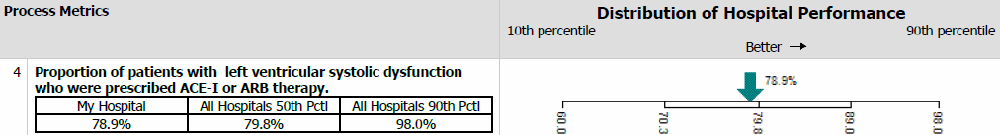 Process Metrics
Distribution of Hospital Performance
10th percentile
90th percentile
Better →
4 Proportion of patients with left ventricular systolic dysfunction
who were prescribed ACE-I or ARB therapy.
My Hospital All Hospitals 50th Pctl All Hospitals 90th Pctl
78.9% 79.8% 98.0%
78.9%
60.0 70.3 79.8 89.0 98.0